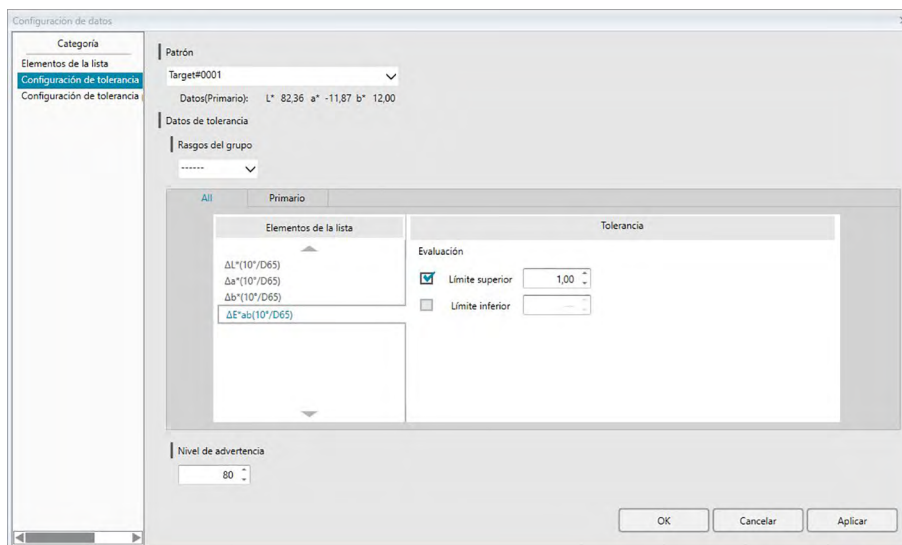 Configuración de datos
Categoría
Elementos de la lista
Configuración de tolerancia
Configuración de tolerancia
Patrón
Target#0001
Datos(Primario): L* 82,36 a* -11,87 b* 12,00
Datos de tolerancia
Rasgos del grupo
------
All Primario
Elementos de la lista
ΔL*(10°/D65)
Δa*(10°/D65)
Δb*(10°/D65)
ΔE*ab(10°/D65)
Tolerancia
Evaluación
Límite superior 1,00
Límite inferior ---
Nivel de advertencia
80
OK Cancelar Aplicar